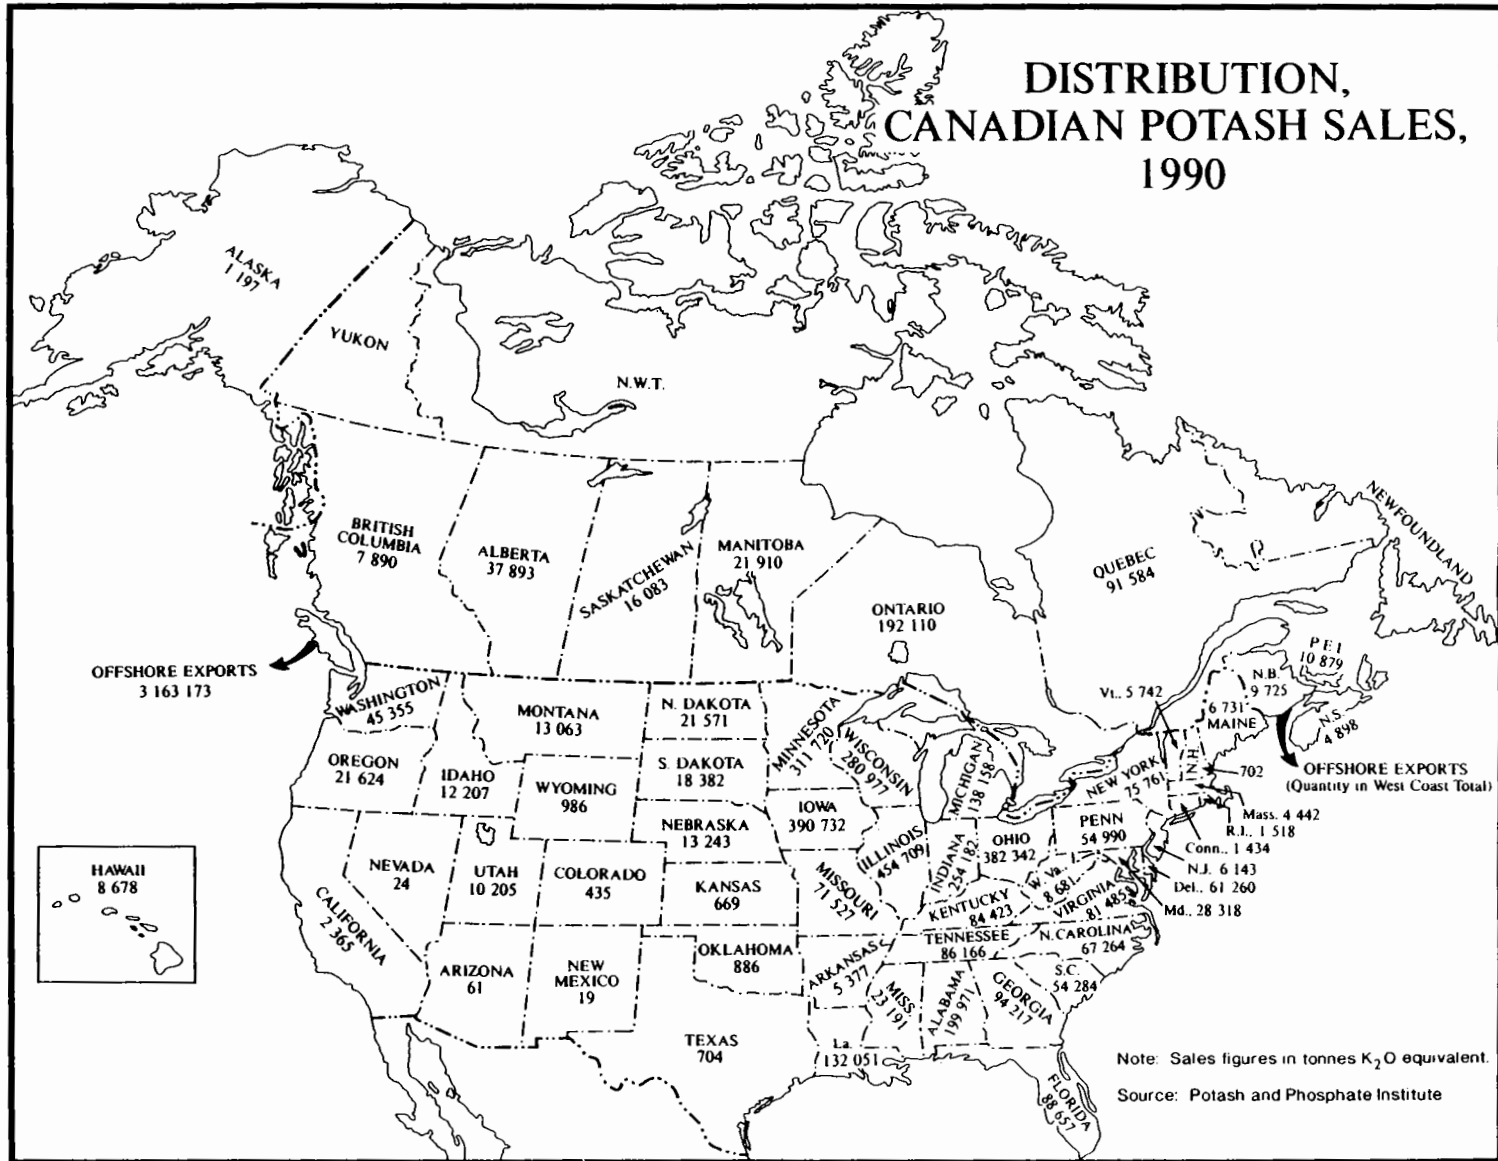 DISTRIBUTION,
CANADIAN POTASH SALES,
1990
ALASKA
1 197
YUKON
N.W.T.
BRITISH
COLUMBIA
7 890
ALBERTA
37 893
SASKATCHEWAN
16 083
MANITOBA
21 910
ONTARIO
192 110
QUEBEC
91 584
NEWFOUNDLAND
P E I
10 879
N.B.
9 725
N.S.
4 898
OFFSHORE EXPORTS
3 163 173
OFFSHORE EXPORTS
(Quantity in West Coast Total)
WASHINGTON
45 355
OREGON
21 624
CALIFORNIA
2 365
IDAHO
12 207
NEVADA
24
MONTANA
13 063
WYOMING
986
UTAH
10 205
COLORADO
435
ARIZONA
61
NEW
MEXICO
19
N. DAKOTA
21 571
S. DAKOTA
18 382
NEBRASKA
13 243
KANSAS
669
OKLAHOMA
886
TEXAS
704
MINNESOTA
311 720
WISCONSIN
280 977
MICHIGAN
138 158
IOWA
390 732
ILLINOIS
454 709
MISSOURI
71 527
INDIANA
254 182
OHIO
382 342
KENTUCKY
84 423
TENNESSEE
86 166
ARKANSAS
5 377
MISS.
23 191
ALABAMA
199 971
GEORGIA
94 217
La.
132 051
FLORIDA
88 657
S.C.
54 284
N.CAROLINA
67 264
VIRGINIA
81 485
W. Va..
8 681
PENN
54 990
NEW YORK
75 761
Vt.. 5 742
6 731
MAINE
N.H.
702
Mass. 4 442
R.I.. 1 518
Conn.. 1 434
N.J. 6 143
Del.. 61 260
Md.. 28 318
HAWAII
8 678
Note: Sales figures in tonnes K₂O equivalent.
Source: Potash and Phosphate Institute